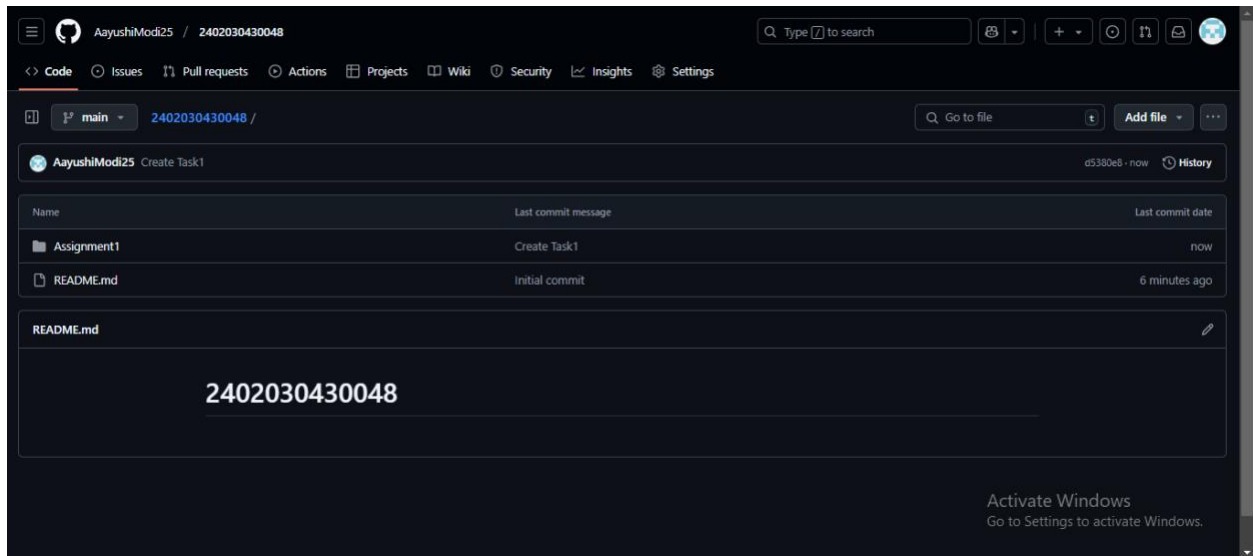 AayushiModi25 / 2402030430048
Type / to search
<> Code Issues Pull requests Actions Projects Wiki Security Insights Settings
main 2402030430048 /
Go to file t
Add file ...
AayushiModi25 Create Task1
d5380e8 · now History
Name Last commit message Last commit date
Assignment1 Create Task1 now
README.md Initial commit 6 minutes ago
README.md
2402030430048
Activate Windows
Go to Settings to activate Windows.